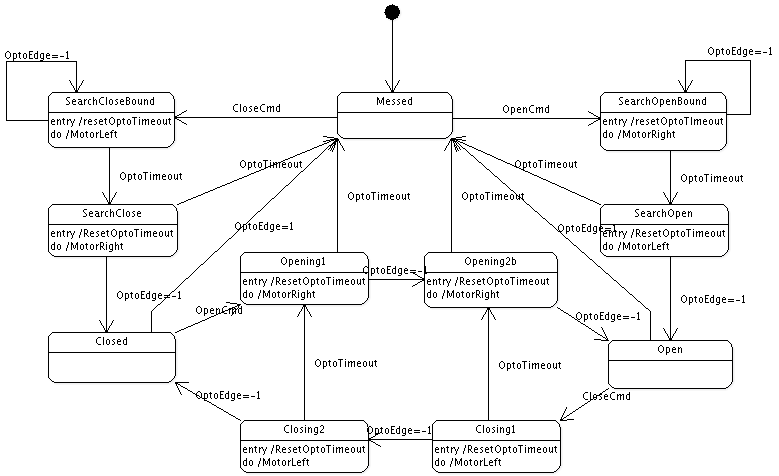 OptoEdge=-1
OptoEdge=-1
SearchCloseBound
entry /resetOptoTimeout
do /MotorLeft
CloseCmd
Messed
OpenCmd
SearchOpenBound
entry /resetOptoTImeout
do /MotorRight
OptoTimeout
OptoTimeout
OptoTimeout
OptoTimeout
OptoTimeout
OptoTimeout
SearchClose
entry /ResetOptoTimeout
do /MotorRight
OptoEdge=1
OptoEdge=1
SearchOpen
entry /ResetOptoTimeout
do /MotorLeft
Opening1
entry /ResetOptoTimeout
do /MotorRight
OptoEdge=-1
Opening2b
entry /ResetOptoTimeout
do /MotorRight
OptoEdge=-1
OpenCmd
OptoEdge=-1
OptoEdge=-1
Closed
Open
OptoTimeout
OptoTimeout
OptoEdge=-1
CloseCmd
Closing2
entry /ResetOptoTimeout
do /MotorLeft
OptoEdge=-1
Closing1
entry /ResetOptoTimeout
do /MotorLeft